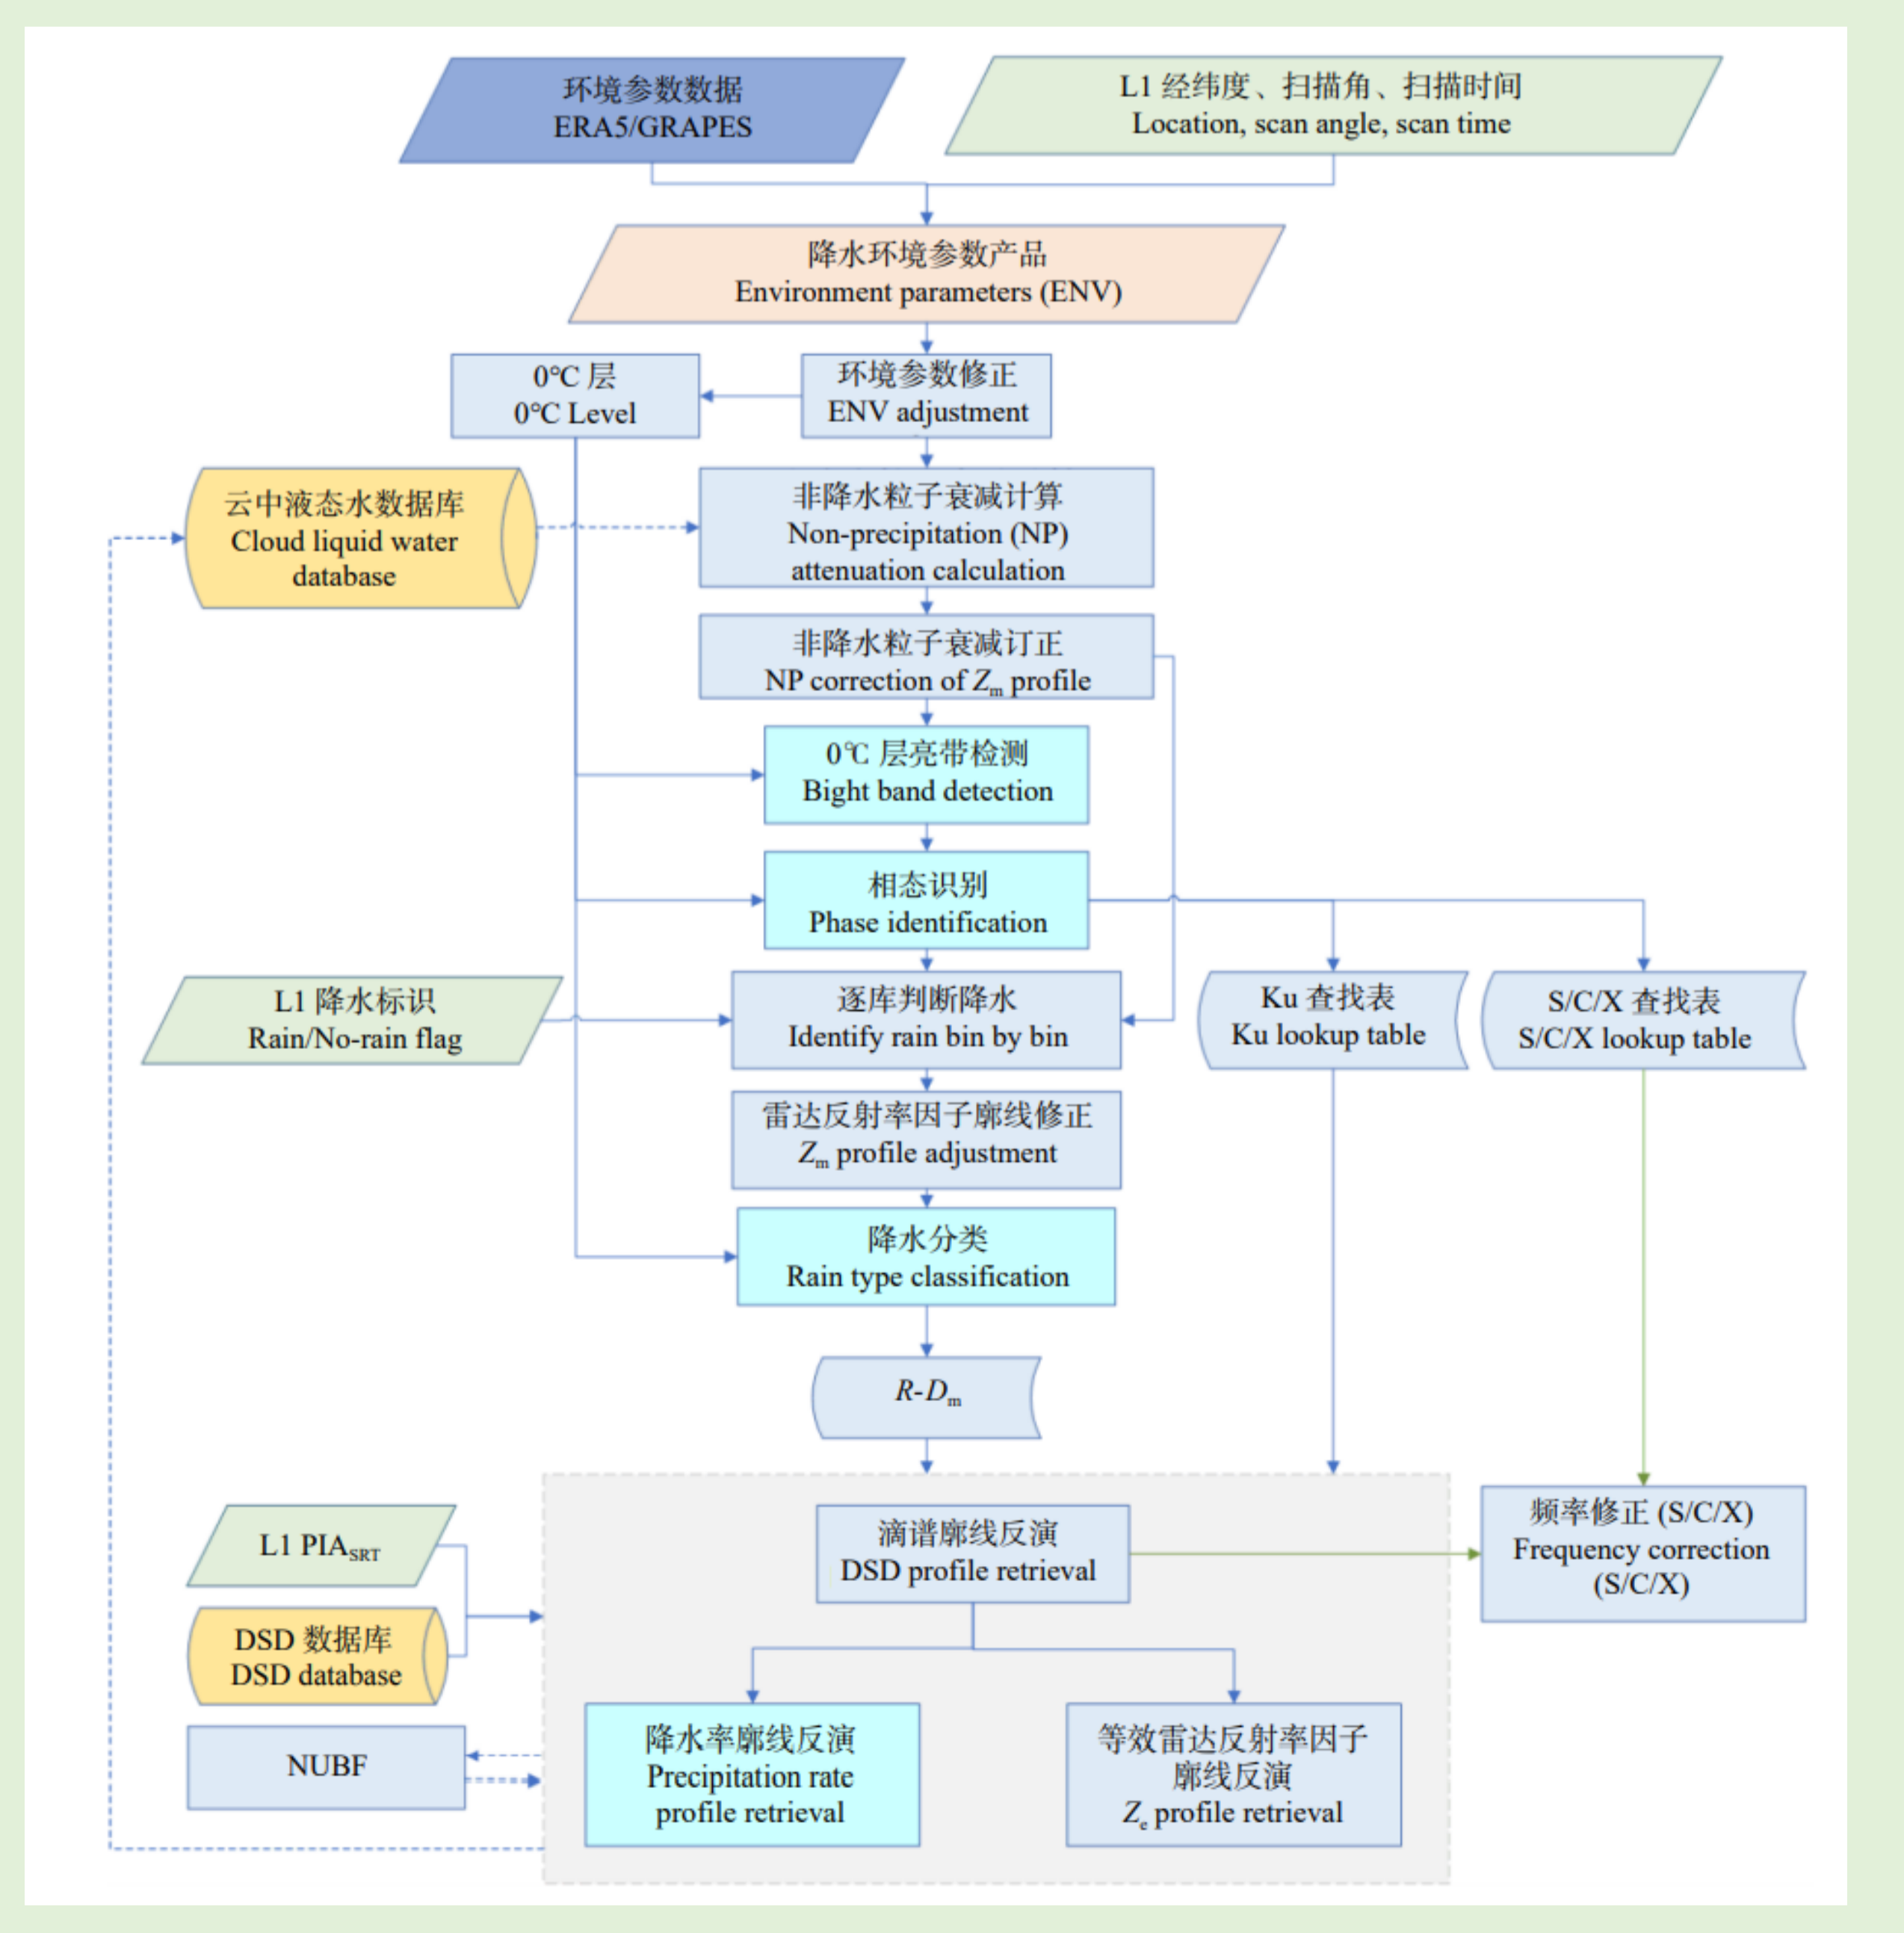 环境参数数据
ERA5/GRAPES
L1 经纬度、扫描角、扫描时间
Location, scan angle, scan time
降水环境参数产品
Environment parameters (ENV)
0℃ 层
0℃ Level
环境参数修正
ENV adjustment
云中液态水数据库
Cloud liquid water
database
非降水粒子衰减计算
Non-precipitation (NP)
attenuation calculation
非降水粒子衰减订正
NP correction of Zm profile
0℃ 层亮带检测
Bight band detection
相态识别
Phase identification
L1 降水标识
Rain/No-rain flag
逐库判断降水
Identify rain bin by bin
Ku 查找表
Ku lookup table
S/C/X 查找表
S/C/X lookup table
雷达反射率因子廓线修正
Zm profile adjustment
降水分类
Rain type classification
R-Dm
L1 PIASRT
DSD 数据库
DSD database
NUBF
滴谱廓线反演
DSD profile retrieval
频率修正 (S/C/X)
Frequency correction
(S/C/X)
降水率廓线反演
Precipitation rate
profile retrieval
等效雷达反射率因子
廓线反演
Ze profile retrieval